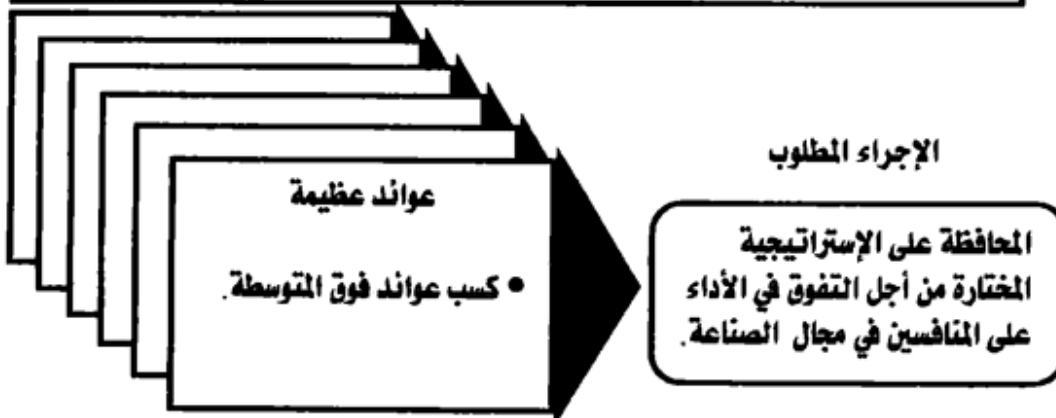 الإجراء المطلوب
عوائد عظيمة
• كسب عوائد فوق المتوسطة.
المحافظة على الإستراتيجية
المختارة من أجل التفوق في الأداء
على المنافسين في مجال الصناعة.